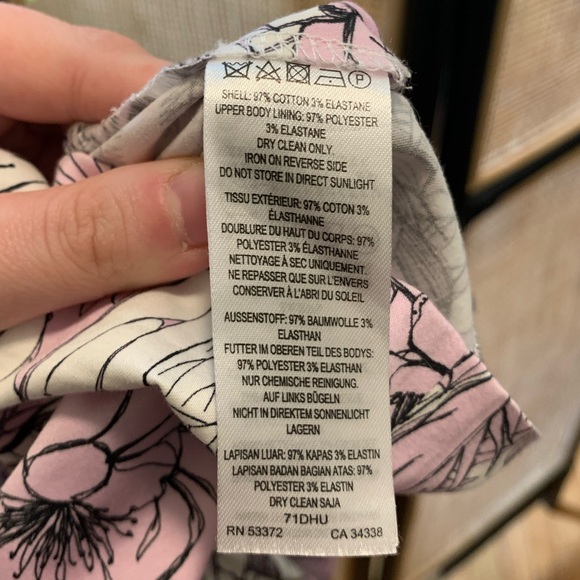 P
SHELL: 97% COTTON 3% ELASTANE
UPPER BODY LINING: 97% POLYESTER
3% ELASTANE
DRY CLEAN ONLY.
IRON ON REVERSE SIDE
DO NOT STORE IN DIRECT SUNLIGHT
TISSU EXTÉRIEUR: 97% COTON 3%
ÉLASTHANNE
DOUBLURE DU HAUT DU CORPS: 97%
POLYESTER 3% ÉLASTHANNE
NETTOYAGE À SEC UNIQUEMENT.
NE REPASSER QUE SUR L'ENVERS
CONSERVER À L'ABRI DU SOLEIL
AUSSENSTOFF: 97% BAUMWOLLE 3%
ELASTHAN
FUTTER IM OBEREN TEIL DES BODYS:
97% POLYESTER 3% ELASTHAN
NUR CHEMISCHE REINIGUNG.
AUF LINKS BÜGELN
NICHT IN DIREKTEM SONNENLICHT
LAGERN
LAPISAN LUAR: 97% KAPAS 3% ELASTIN
LAPISAN BADAN BAGIAN ATAS: 97%
POLYESTER 3% ELASTIN
DRY CLEAN SAJA
71DHU
RN 53372 CA 34338